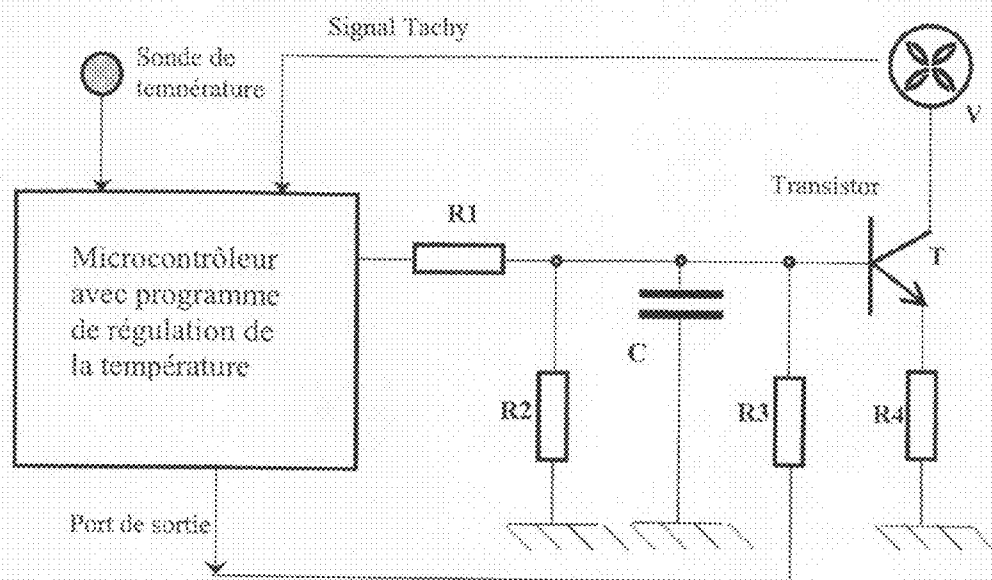 Signal Tachy
Sonde de
température
V
Transistor
R1
T
Microcontrôleur
avec programme
de régulation de
la température
C
R2
R3
R4
Port de sortie